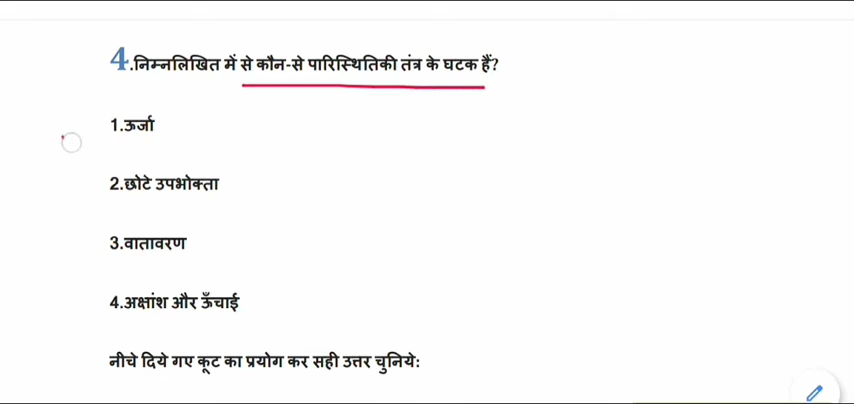 4.निम्नलिखित में से कौन-से पारिस्थितिकी तंत्र के घटक हैं?
1.ऊर्जा
2.छोटे उपभोक्ता
3.वातावरण
4.अक्षांश और ऊँचाई
नीचे दिये गए कूट का प्रयोग कर सही उत्तर चुनिये: